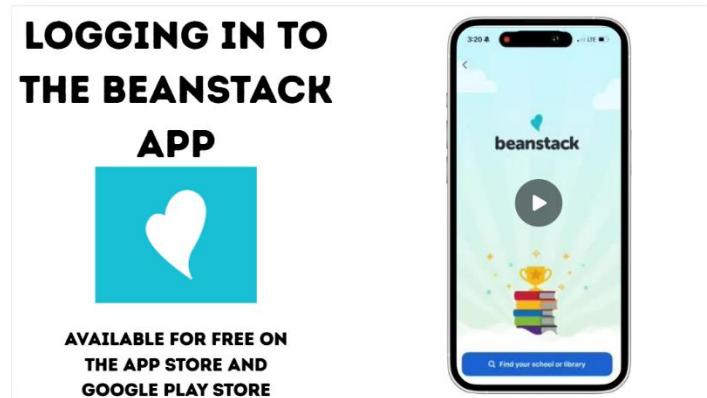 LOGGING IN TO
THE BEANSTACK
APP
AVAILABLE FOR FREE ON
THE APP STORE AND
GOOGLE PLAY STORE
3:20
LTE
beanstack
Find your school or library